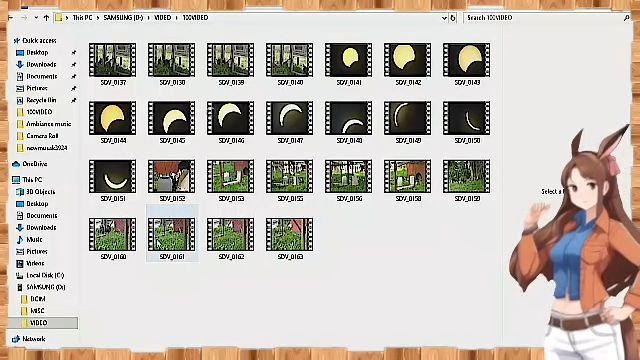 This PC > SAMSUNG (D:) > VIDEO > 100VIDEO
Search 100VIDEO
Quick access
Desktop
Downloads
Documents
Pictures
Recycle Bin
100VIDEO
Ambiance music
Camera Roll
newmusak3924
OneDrive
This PC
3D Objects
Desktop
Documents
Downloads
Music
Pictures
Videos
Local Disk (C:)
SAMSUNG (D:)
DCIM
MISC
VIDEO
Network
SDV_0137 SDV_0138 SDV_0139 SDV_0140 SDV_0141 SDV_0142 SDV_0143
SDV_0144 SDV_0145 SDV_0146 SDV_0147 SDV_0148 SDV_0149 SDV_0150
SDV_0151 SDV_0152 SDV_0153 SDV_0155 SDV_0156 SDV_0158 SDV_0159
SDV_0160 SDV_0161 SDV_0162 SDV_0163
Select a